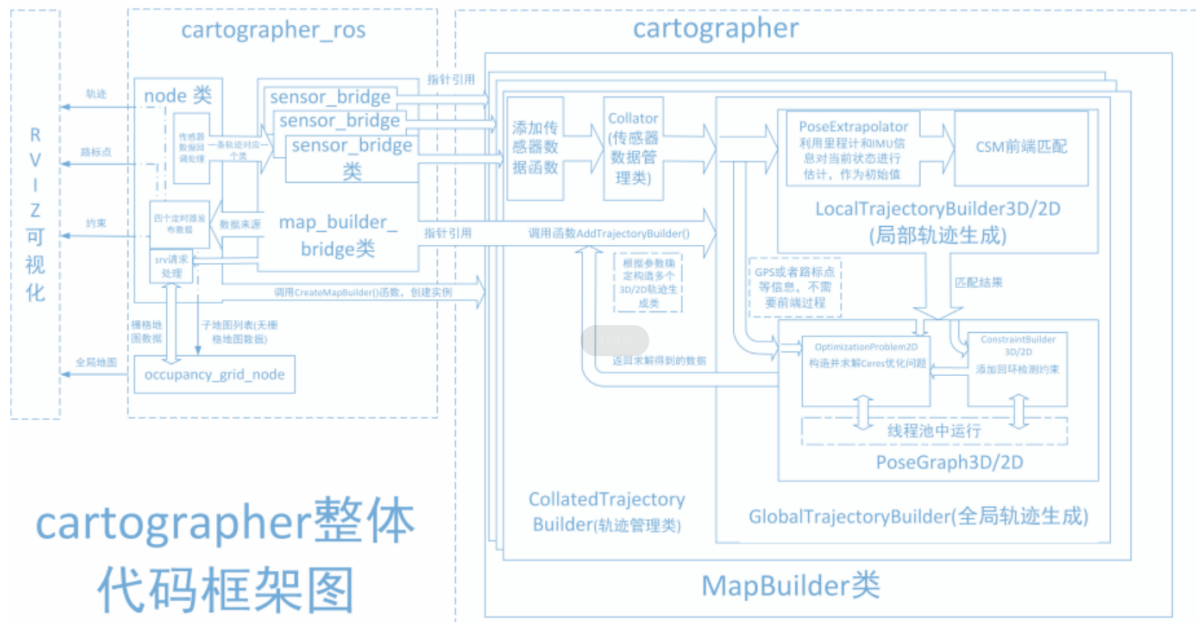 cartographer_ros
cartographer
RVIZ可视化
轨迹
路标点
约束
全局地图
node 类
传感器
数据回
调处理
一条轨迹对应一
个类
sensor_bridge
sensor_bridge
sensor_bridge
类
指针引用
四个定时器发
布数据
数据来源
map_builder_
bridge类
指针引用
srv请求
处理
调用CreateMapBuilder()函数，创建实例
栅格地
图数据
子地图列表(无栅
格地图数据)
occupancy_grid_node
添加传
感器数
据函数
Collator
(传感器
数据管
理类)
调用函数AddTrajectoryBuilder()
根据参数确
定构造多个
3D/2D轨迹生
成类
返回求解得到的数据
PoseExtrapolator
利用里程计和IMU信
息对当前状态进行
估计，作为初始值
CSM前端匹配
LocalTrajectoryBuilder3D/2D
(局部轨迹生成)
GPS或者路标点
等信息，不需
要前端过程
匹配结果
OptimizationProblem2D
构造并求解Ceres优化问题
ConstraintBuilder
3D/2D
添加回环检测约束
线程池中运行
PoseGraph3D/2D
CollatedTrajectory
Builder(轨迹管理类)
GlobalTrajectoryBuilder(全局轨迹生成)
MapBuilder类
cartographer整体
代码框架图